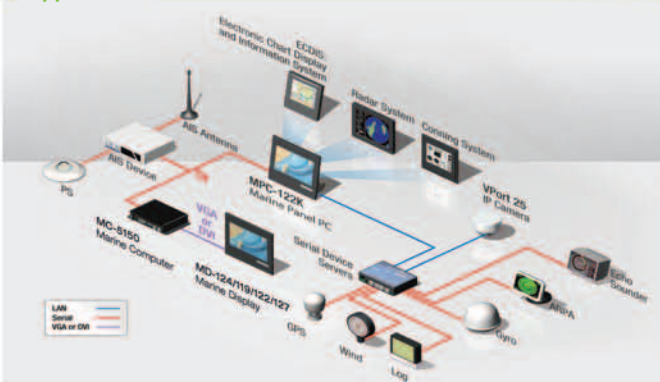 ECDIS:
Electronic Chart Display
and Information System
Radar System
Conning System
AIS Antenna
AIS Device
MPC-122K
Marine Panel PC
VPort 25
IP Camera
VGA
or
DVI
MC-5150
Marine Computer
MD-124/119/122/127
Marine Display
Serial Device
Servers
Echo
Sounder
ARPA
Gyro
GPS
Wind
Log
LAN
Serial
VGA or DVI